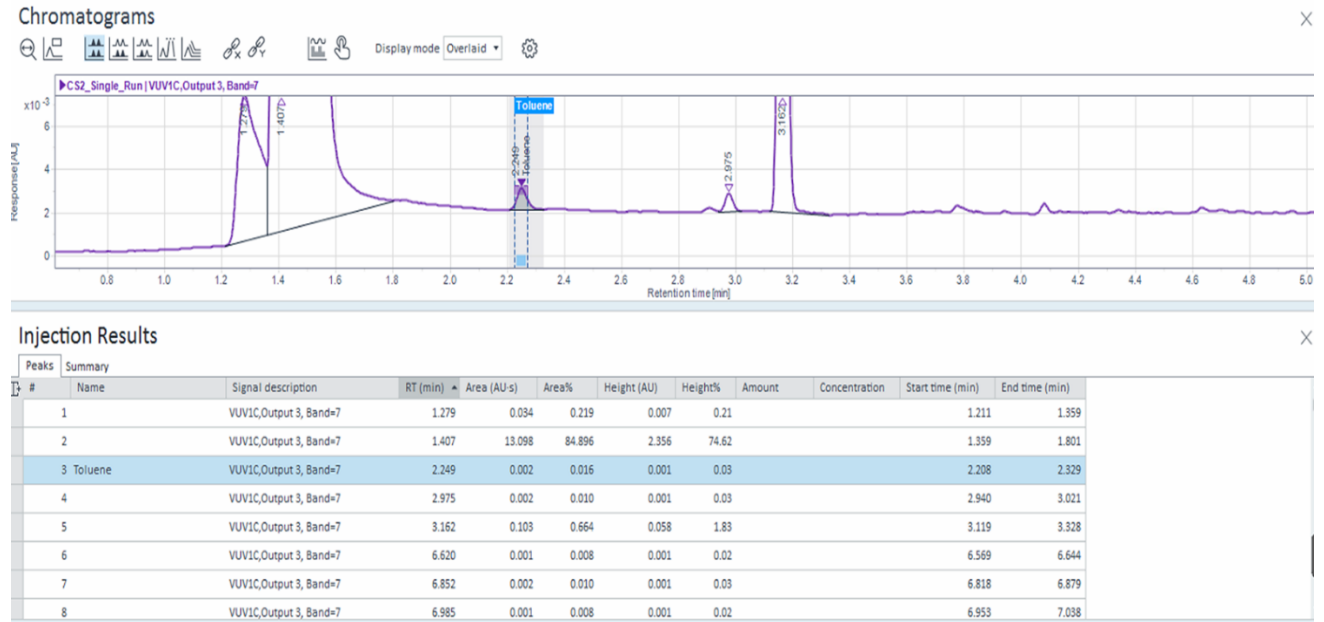 Chromatograms
Display mode Overlaid
CS2_Single_Run | VUV1C,Output 3, Band=7
x10 -3
6
4
2
0
Response [AU]
1.279
1.407
2.249
Toluene
Toluene
2.975
3.162
0.8 1.0 1.2 1.4 1.6 1.8 2.0 2.2 2.4 2.6 2.8 3.0 3.2 3.4 3.6 3.8 4.0 4.2 4.4 4.6 4.8 5.0
Retention time [min]
Injection Results
Peaks Summary
# Name Signal description RT (min) Area (AU·s) Area% Height (AU) Height% Amount Concentration Start time (min) End time (min)
1 VUV1C,Output 3, Band=7 1.279 0.034 0.219 0.007 0.21 1.211 1.359
2 VUV1C,Output 3, Band=7 1.407 13.098 84.896 2.356 74.62 1.359 1.801
3 Toluene VUV1C,Output 3, Band=7 2.249 0.002 0.016 0.001 0.03 2.208 2.329
4 VUV1C,Output 3, Band=7 2.975 0.002 0.010 0.001 0.03 2.940 3.021
5 VUV1C,Output 3, Band=7 3.162 0.103 0.664 0.058 1.83 3.119 3.328
6 VUV1C,Output 3, Band=7 6.620 0.001 0.008 0.001 0.02 6.569 6.644
7 VUV1C,Output 3, Band=7 6.852 0.002 0.010 0.001 0.03 6.818 6.879
8 VUV1C,Output 3, Band=7 6.985 0.001 0.008 0.001 0.02 6.953 7.038